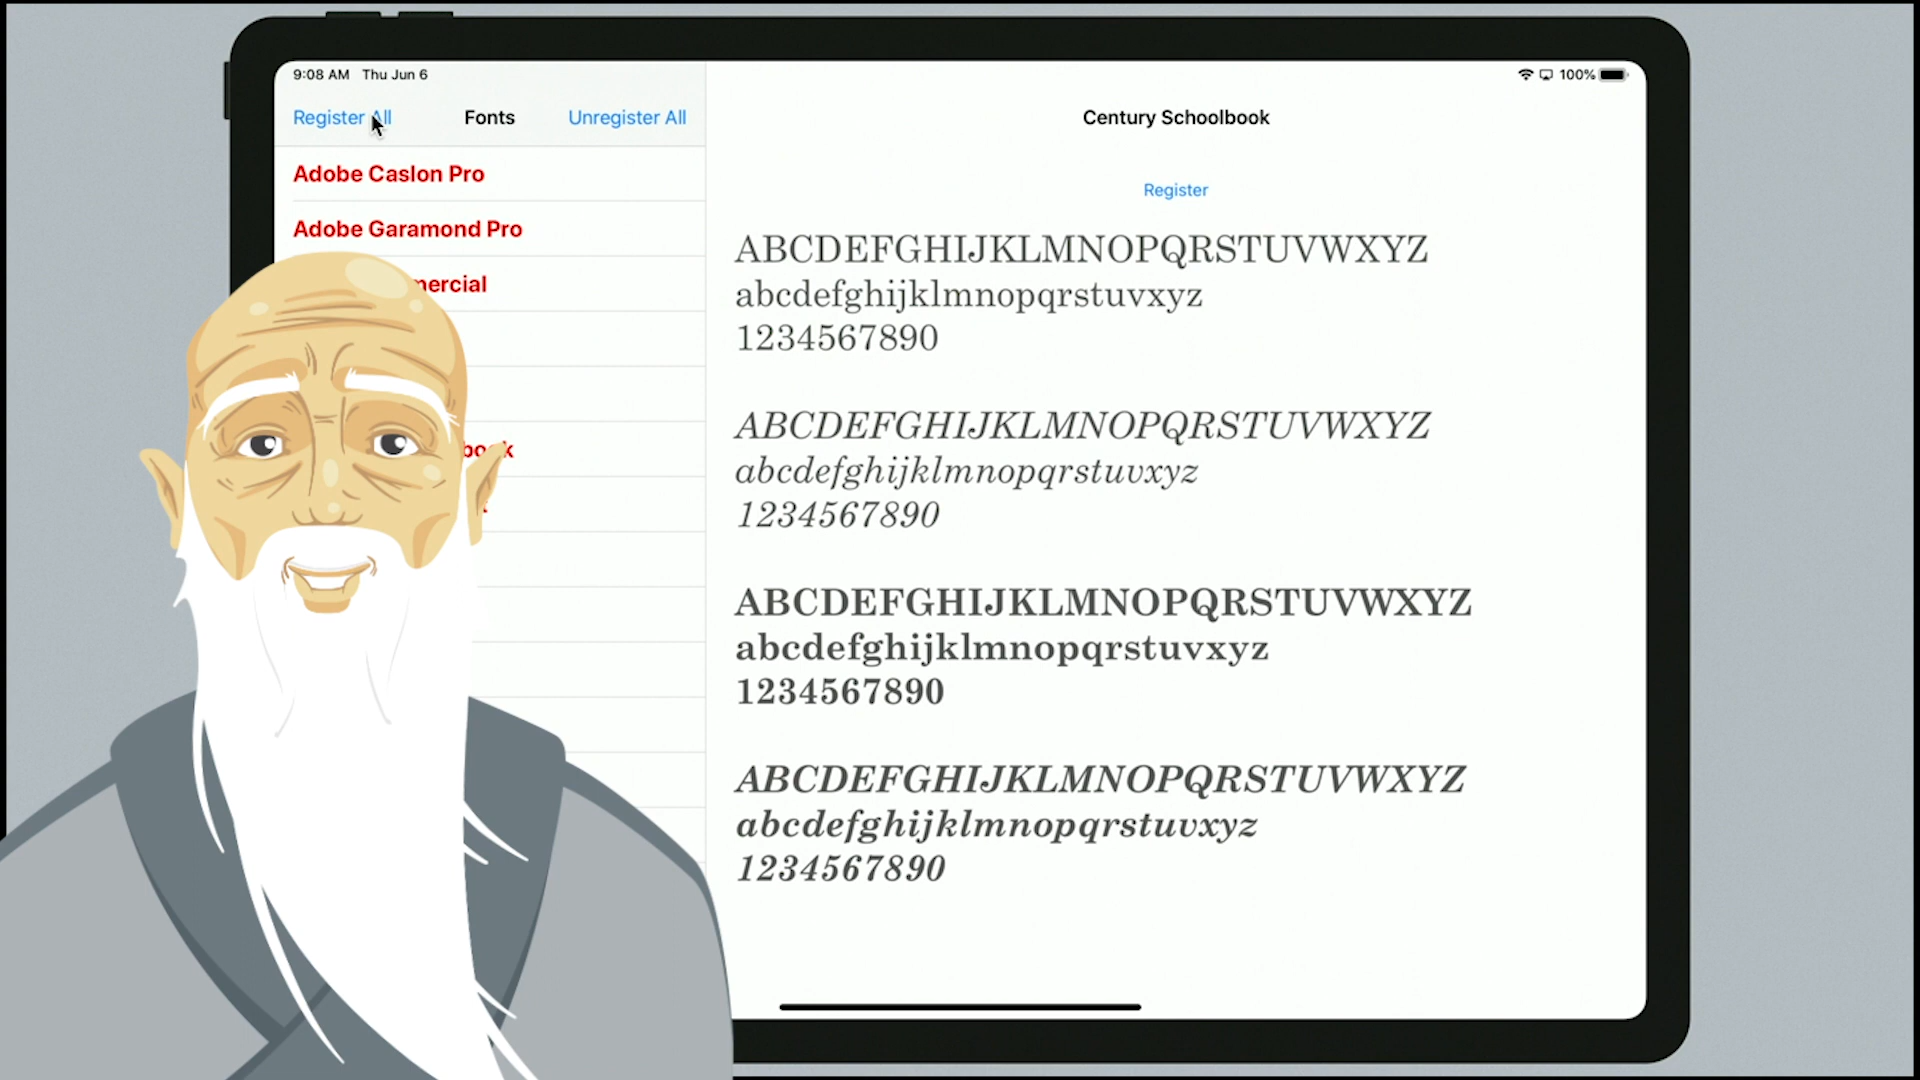 9:08 AM Thu Jun 6
100%
Register All
Fonts
Unregister All
Century Schoolbook
Adobe Caslon Pro
Register
Adobe Garamond Pro
ABCDEFGHIJKLMNOPQRSTUVWXYZ
abcdefghijklmnopqrstuvxyz
1234567890
ABCDEFGHIJKLMNOPQRSTUVWXYZ
abcdefghijklmnopqrstuvxyz
1234567890
ABCDEFGHIJKLMNOPQRSTUVWXYZ
abcdefghijklmnopqrstuvxyz
1234567890
ABCDEFGHIJKLMNOPQRSTUVWXYZ
abcdefghijklmnopqrstuvxyz
1234567890